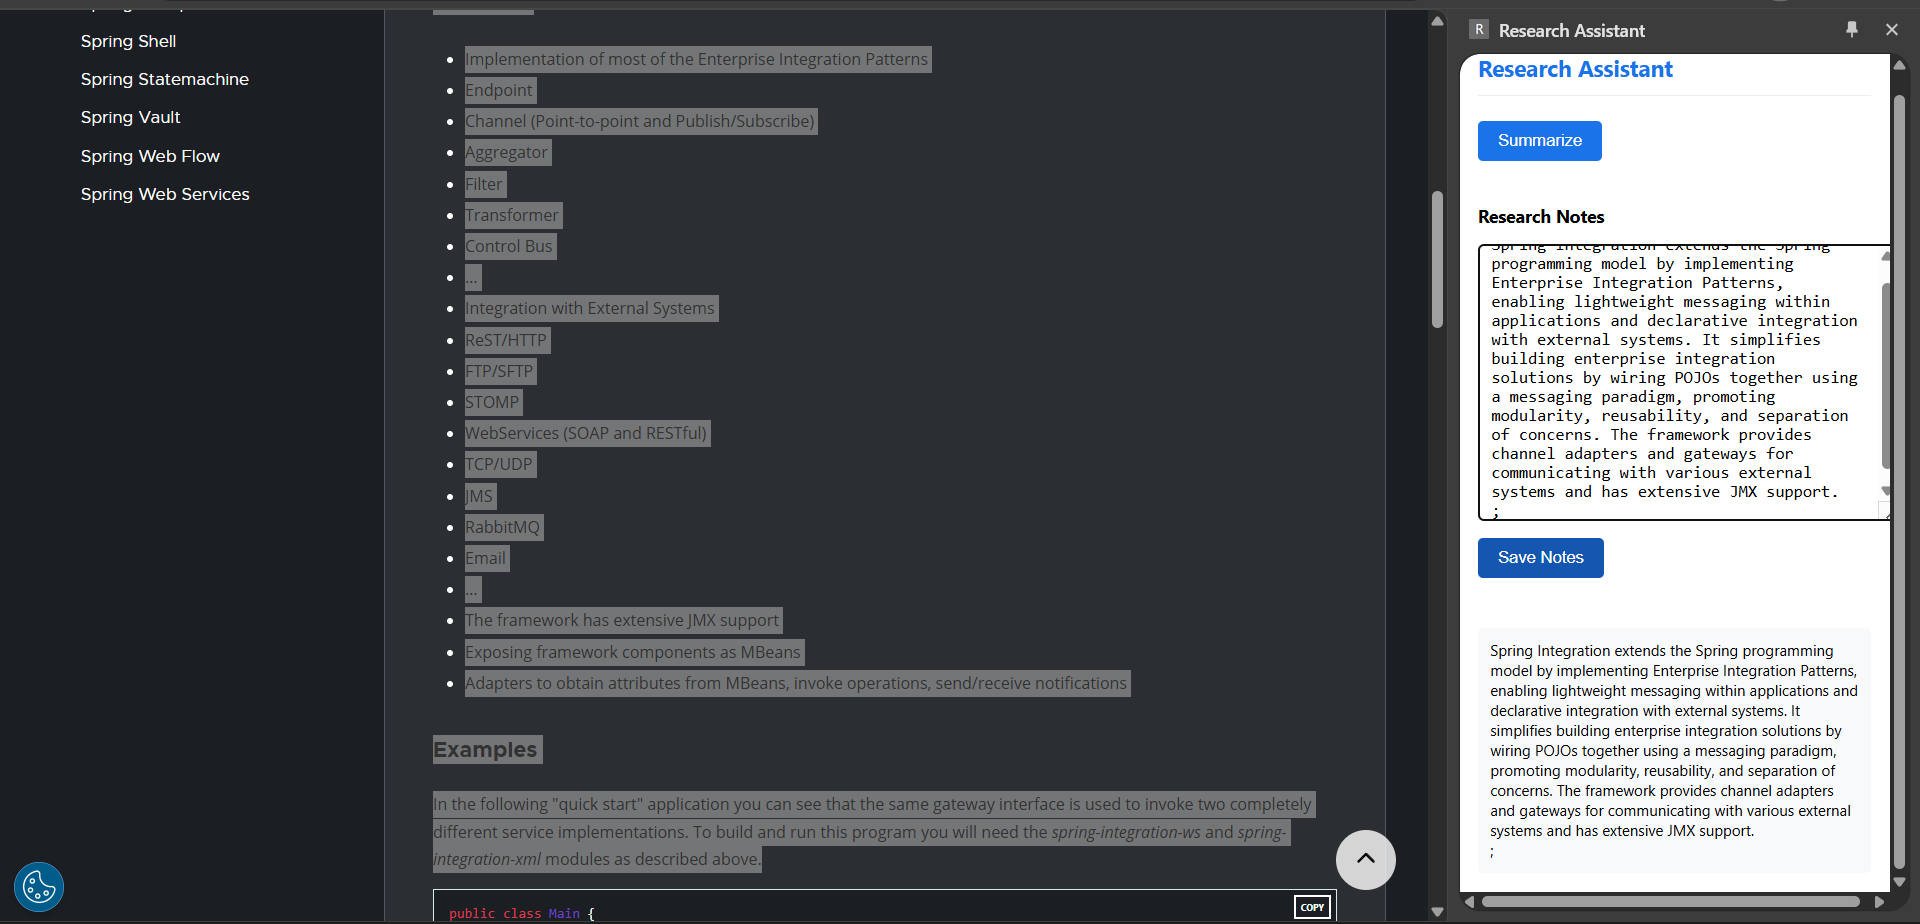 Spring Shell
Spring Statemachine
Spring Vault
Spring Web Flow
Spring Web Services
Implementation of most of the Enterprise Integration Patterns
Endpoint
Channel (Point-to-point and Publish/Subscribe)
Aggregator
Filter
Transformer
Control Bus
...
Integration with External Systems
ReST/HTTP
FTP/SFTP
STOMP
WebServices (SOAP and RESTful)
TCP/UDP
JMS
RabbitMQ
Email
...
The framework has extensive JMX support
Exposing framework components as MBeans
Adapters to obtain attributes from MBeans, invoke operations, send/receive notifications
Examples
In the following "quick start" application you can see that the same gateway interface is used to invoke two completely
different service implementations. To build and run this program you will need the spring-integration-ws and spring-
integration-xml modules as described above.
COPY
public class Main {
R Research Assistant
Research Assistant
Summarize
Research Notes
Spring Integration extends the Spring
programming model by implementing
Enterprise Integration Patterns,
enabling lightweight messaging within
applications and declarative integration
with external systems. It simplifies
building enterprise integration
solutions by wiring POJOs together using
a messaging paradigm, promoting
modularity, reusability, and separation
of concerns. The framework provides
channel adapters and gateways for
communicating with various external
systems and has extensive JMX support.
;
Save Notes
Spring Integration extends the Spring programming
model by implementing Enterprise Integration Patterns,
enabling lightweight messaging within applications and
declarative integration with external systems. It
simplifies building enterprise integration solutions by
wiring POJOs together using a messaging paradigm,
promoting modularity, reusability, and separation of
concerns. The framework provides channel adapters
and gateways for communicating with various external
systems and has extensive JMX support.
;